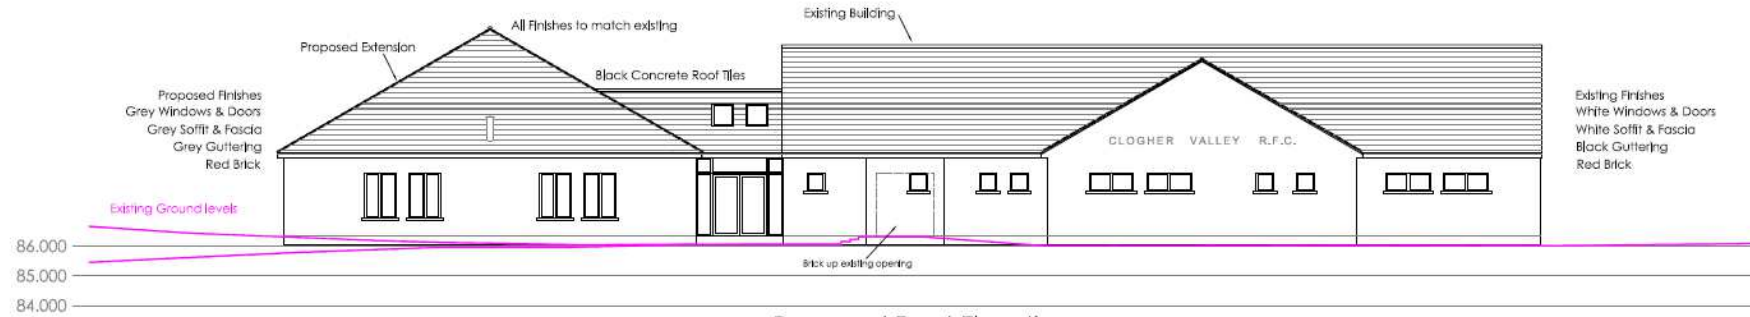 Existing Building
All Finishes to match existing
Proposed Extension
Black Concrete Roof Tiles
Proposed Finishes
Grey Windows & Doors
Grey Soffit & Fascia
Grey Guttering
Red Brick
Existing Finishes
White Windows & Doors
White Soffit & Fascia
Black Guttering
Red Brick
CLOGHER VALLEY R.F.C.
Existing Ground levels
86.000
Brick up existing opening
85.000
84.000